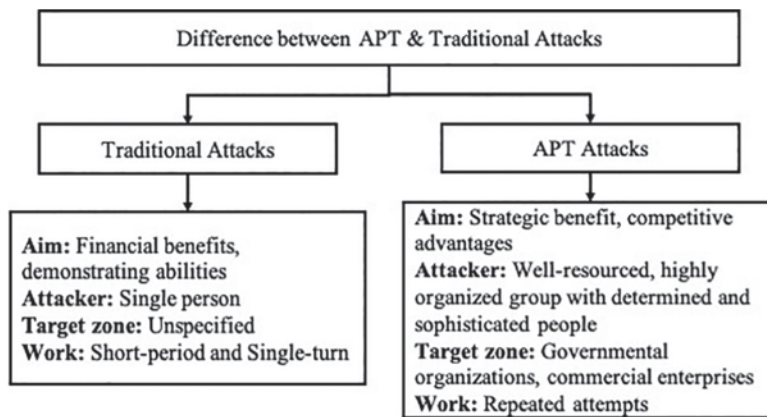 Difference between APT & Traditional Attacks
Traditional Attacks
APT Attacks
Aim: Financial benefits,
demonstrating abilities
Attacker: Single person
Target zone: Unspecified
Work: Short-period and Single-turn
Aim: Strategic benefit, competitive
advantages
Attacker: Well-resourced, highly
organized group with determined and
sophisticated people
Target zone: Governmental
organizations, commercial enterprises
Work: Repeated attempts